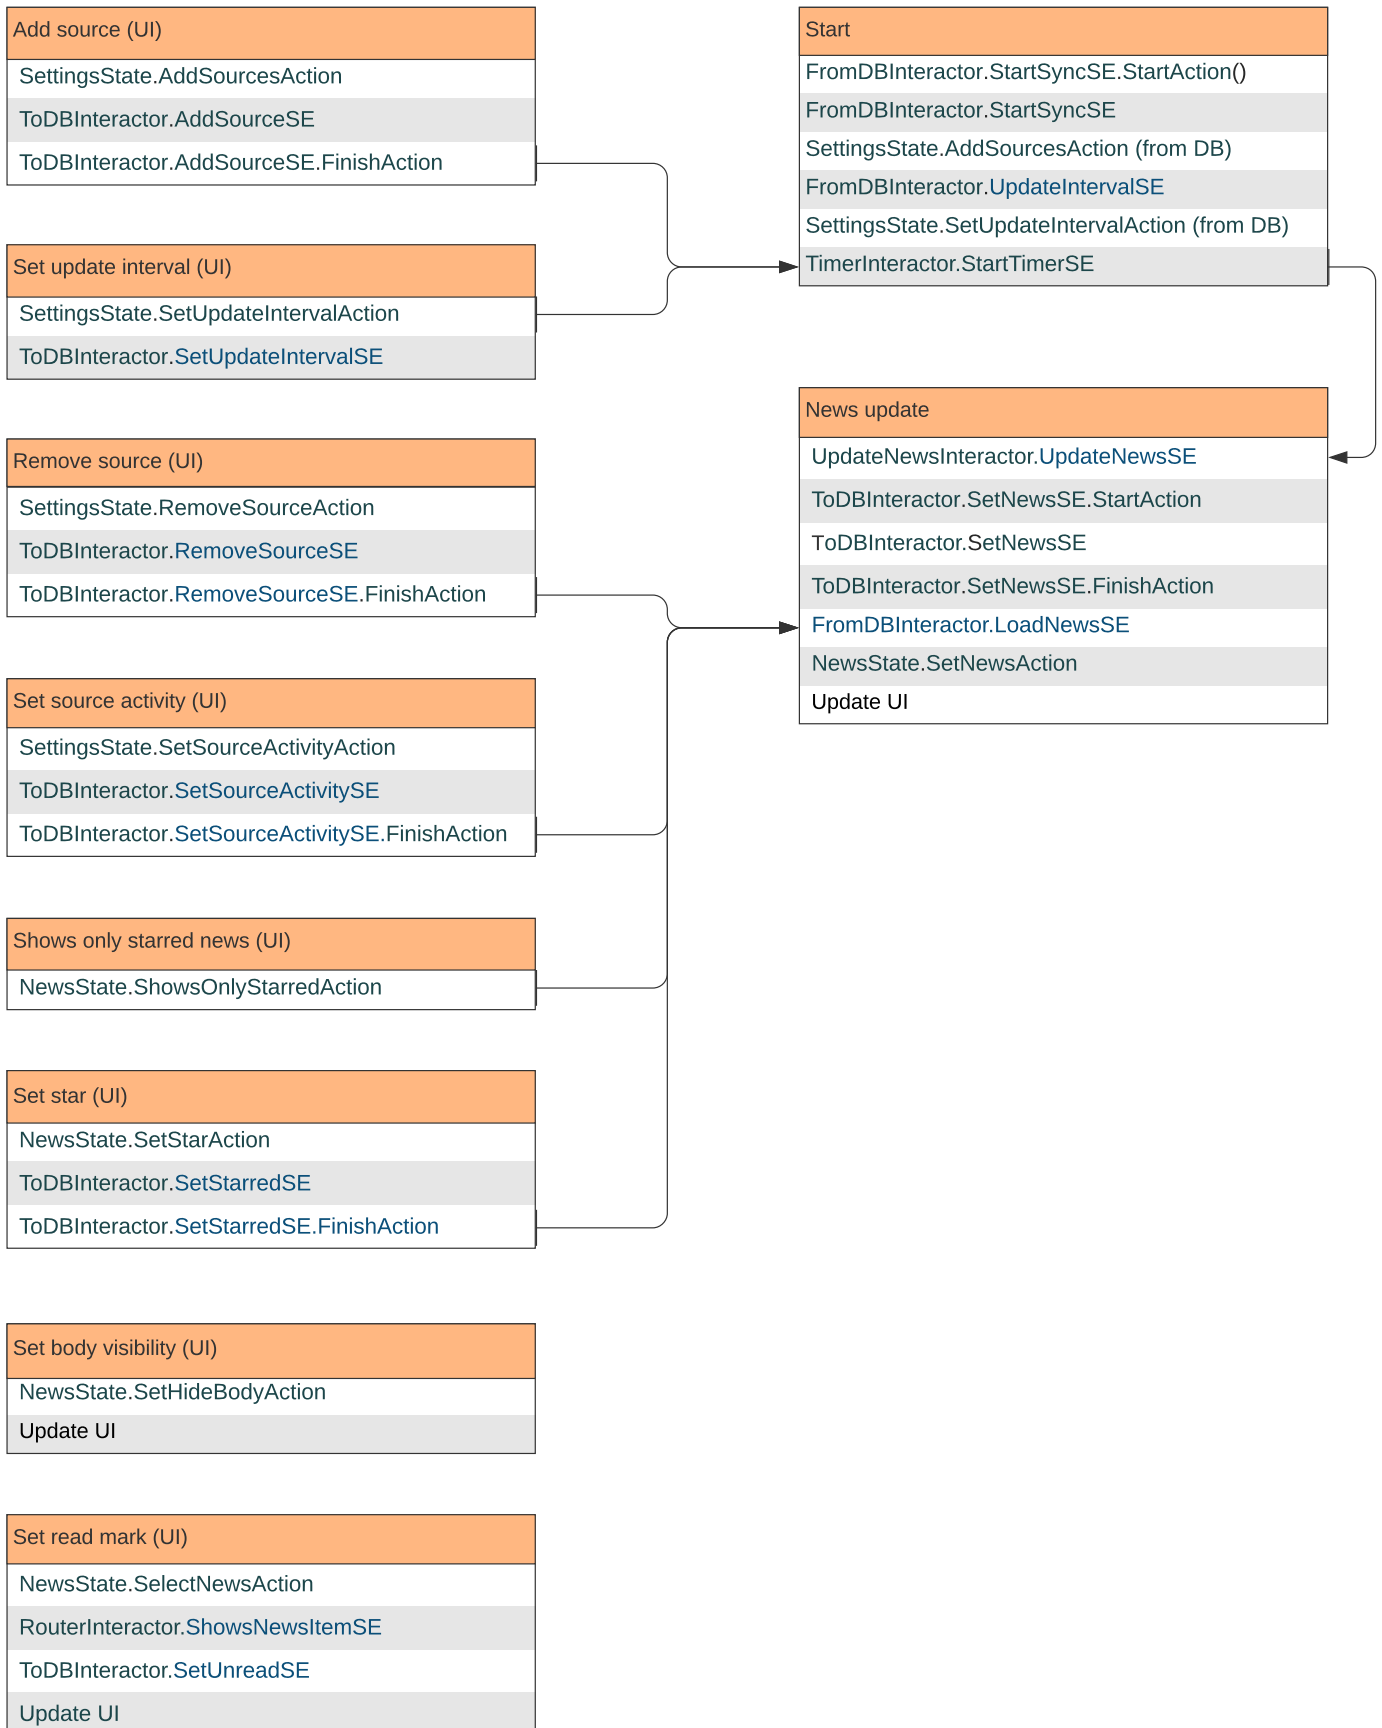 Add source (UI)
SettingsState.AddSourcesAction
ToDBInteractor.AddSourceSE
ToDBInteractor.AddSourceSE.FinishAction
Set update interval (UI)
SettingsState.SetUpdateIntervalAction
ToDBInteractor.SetUpdateIntervalSE
Remove source (UI)
SettingsState.RemoveSourceAction
ToDBInteractor.RemoveSourceSE
ToDBInteractor.RemoveSourceSE.FinishAction
Set source activity (UI)
SettingsState.SetSourceActivityAction
ToDBInteractor.SetSourceActivitySE
ToDBInteractor.SetSourceActivitySE.FinishAction
Shows only starred news (UI)
NewsState.ShowsOnlyStarredAction
Set star (UI)
NewsState.SetStarAction
ToDBInteractor.SetStarredSE
ToDBInteractor.SetStarredSE.FinishAction
Set body visibility (UI)
NewsState.SetHideBodyAction
Update UI
Set read mark (UI)
NewsState.SelectNewsAction
RouterInteractor.ShowsNewsItemSE
ToDBInteractor.SetUnreadSE
Update UI
Start
FromDBInteractor.StartSyncSE.StartAction()
FromDBInteractor.StartSyncSE
SettingsState.AddSourcesAction (from DB)
FromDBInteractor.UpdateIntervalSE
SettingsState.SetUpdateIntervalAction (from DB)
TimerInteractor.StartTimerSE
News update
UpdateNewsInteractor.UpdateNewsSE
ToDBInteractor.SetNewsSE.StartAction
ToDBInteractor.SetNewsSE
ToDBInteractor.SetNewsSE.FinishAction
FromDBInteractor.LoadNewsSE
NewsState.SetNewsAction
Update UI